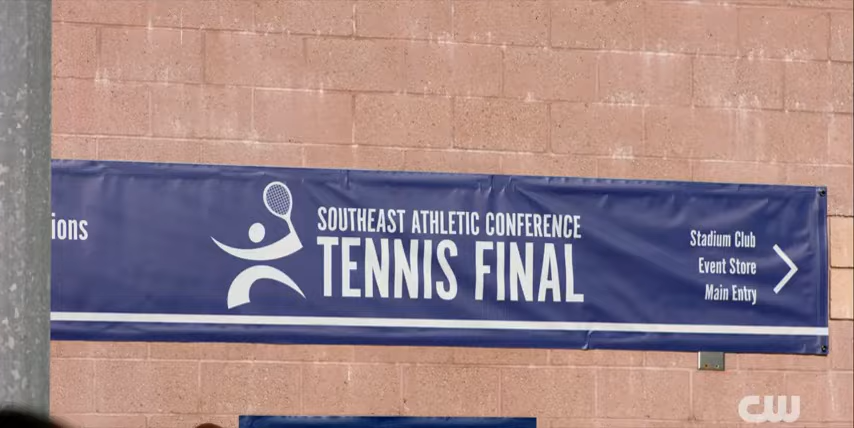 ions
SOUTHEAST ATHLETIC CONFERENCE
TENNIS FINAL
Stadium Club
Event Store
Main Entry
CW